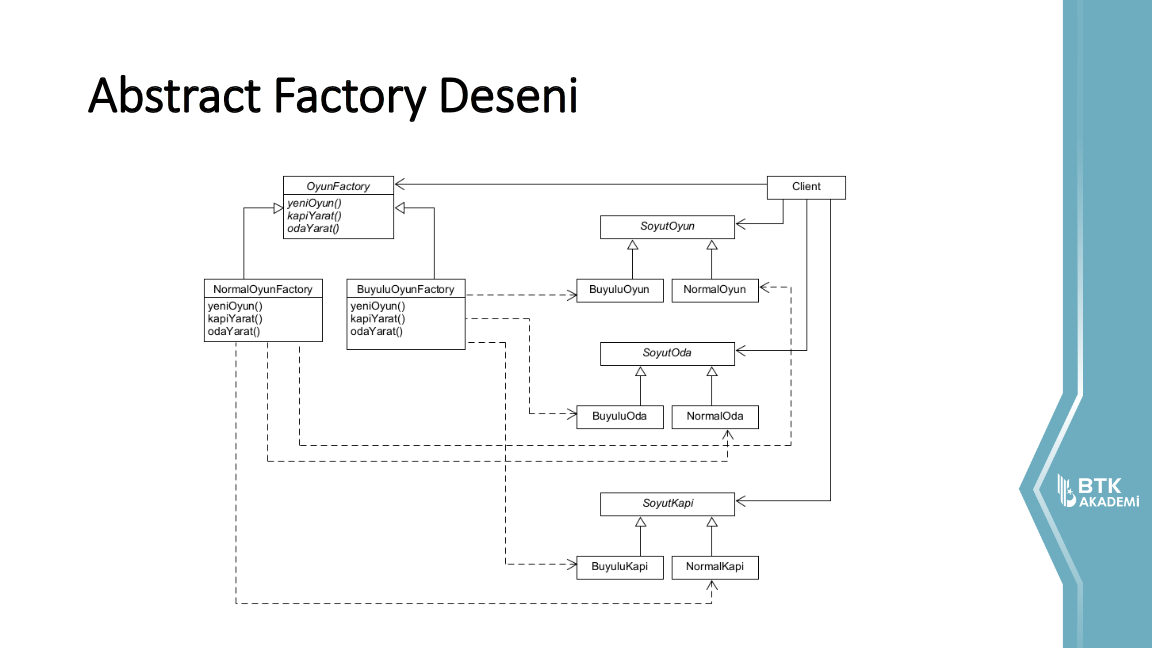 Abstract Factory Deseni
OyunFactory
yeniOyun()
kapiYarat()
odaYarat()
Client
SoyutOyun
NormalOyunFactory
yeniOyun()
kapiYarat()
odaYarat()
BuyuluOyunFactory
yeniOyun()
kapiYarat()
odaYarat()
BuyuluOyun
NormalOyun
SoyutOda
BuyuluOda
NormalOda
SoyutKapi
BuyuluKapi
NormalKapi
BTK
AKADEMİ